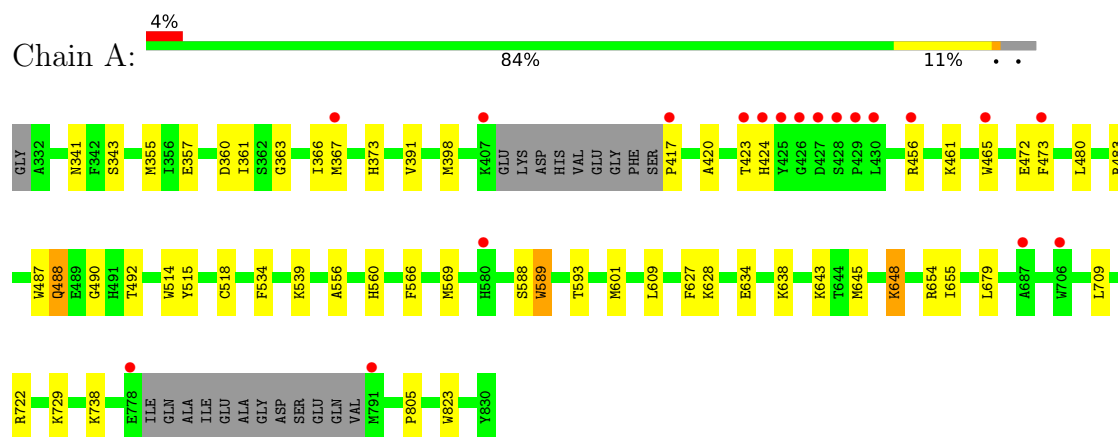 4%
Chain A:
84% 11% • •
GLY A332 N341 F342 S343 M355 I356 E357 D360 I361 S362 G363 I366 M367 H373 V391 M398 K407 GLU LYS ASP HIS VAL GLU GLY PHE SER P417 A420 T423 H424 Y425 G426 D427 S428 P429 L430 R456 K461 W465 E472 F473 L480
W487 Q488 E489 G490 H491 T492 W514 Y515 C518 F534 K539 A556 H560 F566 M569 H580 S588 W589 T593 M601 L609 F627 K628 E634 K638 K643 T644 M645 K648 R654 I655 L679 A687 W706 L709
R722 K729 K738 E778 ILE GLN ALA ILE GLU ALA GLY ASP SER GLU GLN VAL M791 P805 W823 Y830